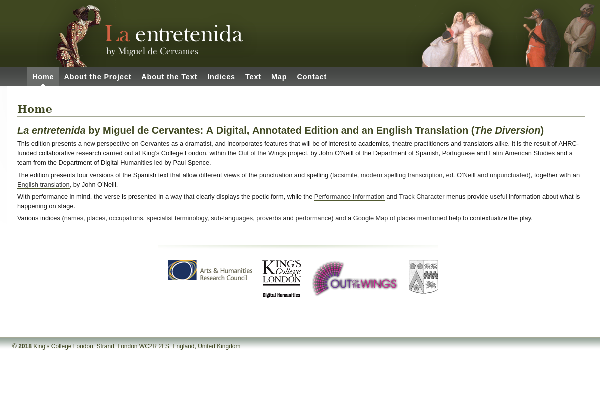 La entretenida
by Miguel de Cervantes
Home About the Project About the Text Indices Text Map Contact
Home
La entretenida by Miguel de Cervantes: A Digital, Annotated Edition and an English Translation (The Diversion)
This edition presents a new perspective on Cervantes as a dramatist, and incorporates features that will be of interest to academics, theatre practitioners and translators alike. It is the result of AHRC-
funded collaborative research carried out at King's College London, within the Out of the Wings project, by John O'Neill of the Department of Spanish, Portuguese and Latin American Studies and a
team from the Department of Digital Humanities led by Paul Spence.
The edition presents four versions of the Spanish text that allow different views of the punctuation and spelling (facsimile, modern spelling transcription, ed. O'Neill and unpunctuated), together with an
English translation, by John O'Neill.
With performance in mind, the verse is presented in a way that clearly displays the poetic form, while the Performance Information and Track Character menus provide useful information about what is
happening on stage.
Various indices (names, places, occupations, specialist terminology, sub-languages, proverbs and performance) and a Google Map of places mentioned help to contextualize the play.
Arts & Humanities
Research Council
KING'S
College
LONDON
Digital Humanities
OUT OF THE WINGS
© 2018 King's College London, Strand, London WC2R 2LS, England, United Kingdom